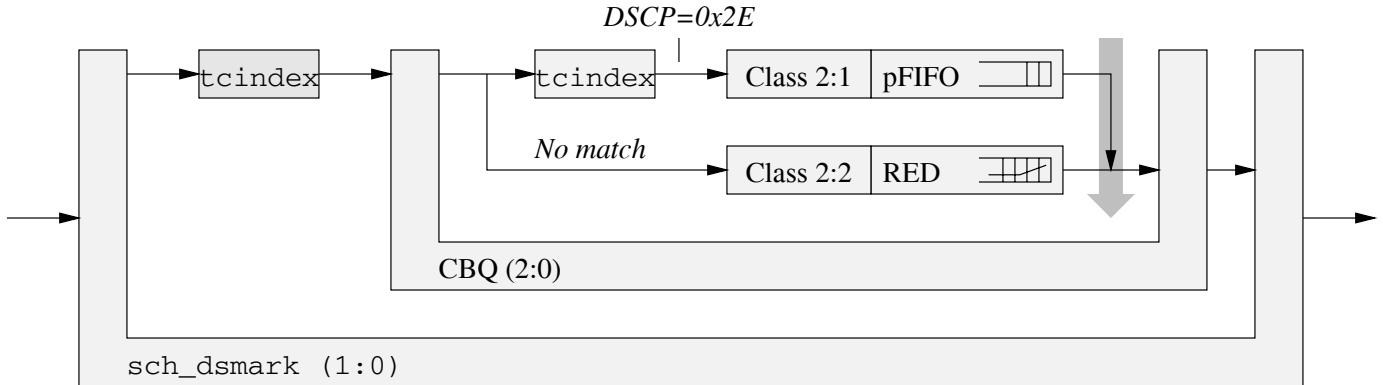 DSCP=0x2E
tcindex
tcindex
Class 2:1
pFIFO
No match
Class 2:2
RED
CBQ (2:0)
sch_dsmark (1:0)